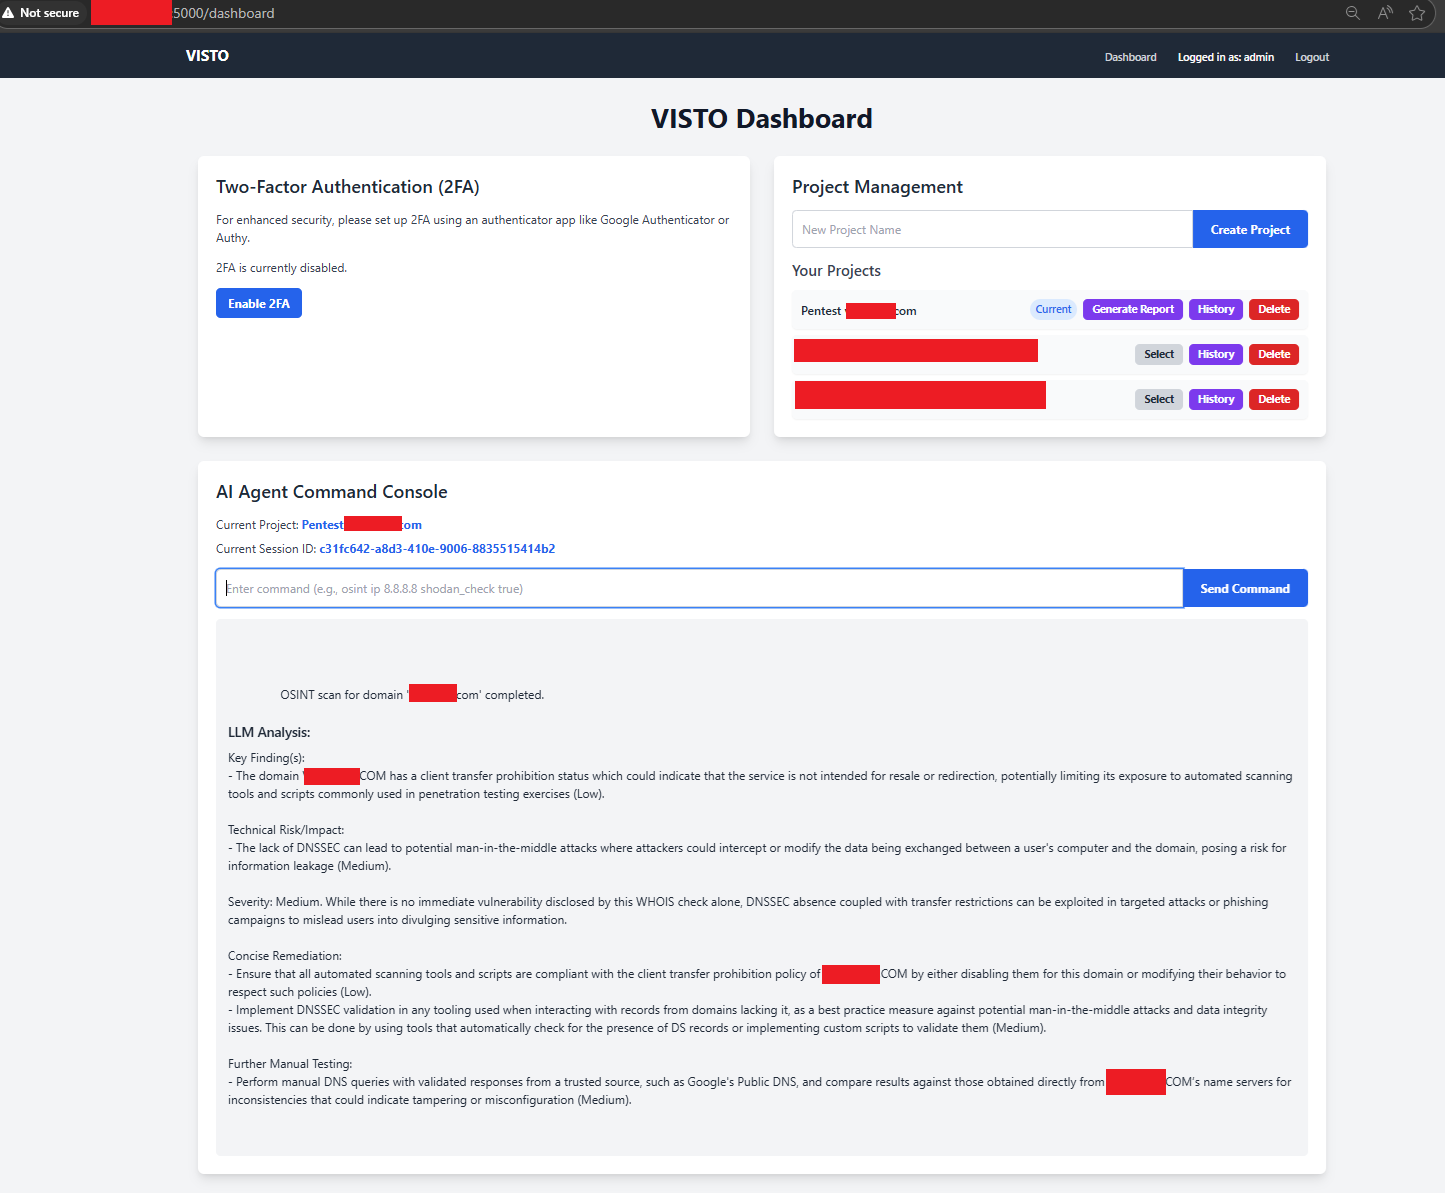 Not secure
:5000/dashboard
VISTO
Dashboard
Logged in as: admin
Logout
VISTO Dashboard
Two-Factor Authentication (2FA)
For enhanced security, please set up 2FA using an authenticator app like Google Authenticator or
Authy.
2FA is currently disabled.
Enable 2FA
Project Management
New Project Name
Create Project
Your Projects
Pentest com
Current
Generate Report
History
Delete
Select
History
Delete
Select
History
Delete
AI Agent Command Console
Current Project: Pentest com
Current Session ID: c31fc642-a8d3-410e-9006-8835515414b2
Enter command (e.g., osint ip 8.8.8.8 shodan_check true)
Send Command
OSINT scan for domain ' com' completed.
LLM Analysis:
Key Finding(s):
- The domain ' COM has a client transfer prohibition status which could indicate that the service is not intended for resale or redirection, potentially limiting its exposure to automated scanning
tools and scripts commonly used in penetration testing exercises (Low).
Technical Risk/Impact:
- The lack of DNSSEC can lead to potential man-in-the-middle attacks where attackers could intercept or modify the data being exchanged between a user's computer and the domain, posing a risk for
information leakage (Medium).
Severity: Medium. While there is no immediate vulnerability disclosed by this WHOIS check alone, DNSSEC absence coupled with transfer restrictions can be exploited in targeted attacks or phishing
campaigns to mislead users into divulging sensitive information.
Concise Remediation:
- Ensure that all automated scanning tools and scripts are compliant with the client transfer prohibition policy of COM by either disabling them for this domain or modifying their behavior to
respect such policies (Low).
- Implement DNSSEC validation in any tooling used when interacting with records from domains lacking it, as a best practice measure against potential man-in-the-middle attacks and data integrity
issues. This can be done by using tools that automatically check for the presence of DS records or implementing custom scripts to validate them (Medium).
Further Manual Testing:
- Perform manual DNS queries with validated responses from a trusted source, such as Google's Public DNS, and compare results against those obtained directly from COM's name servers for
inconsistencies that could indicate tampering or misconfiguration (Medium).